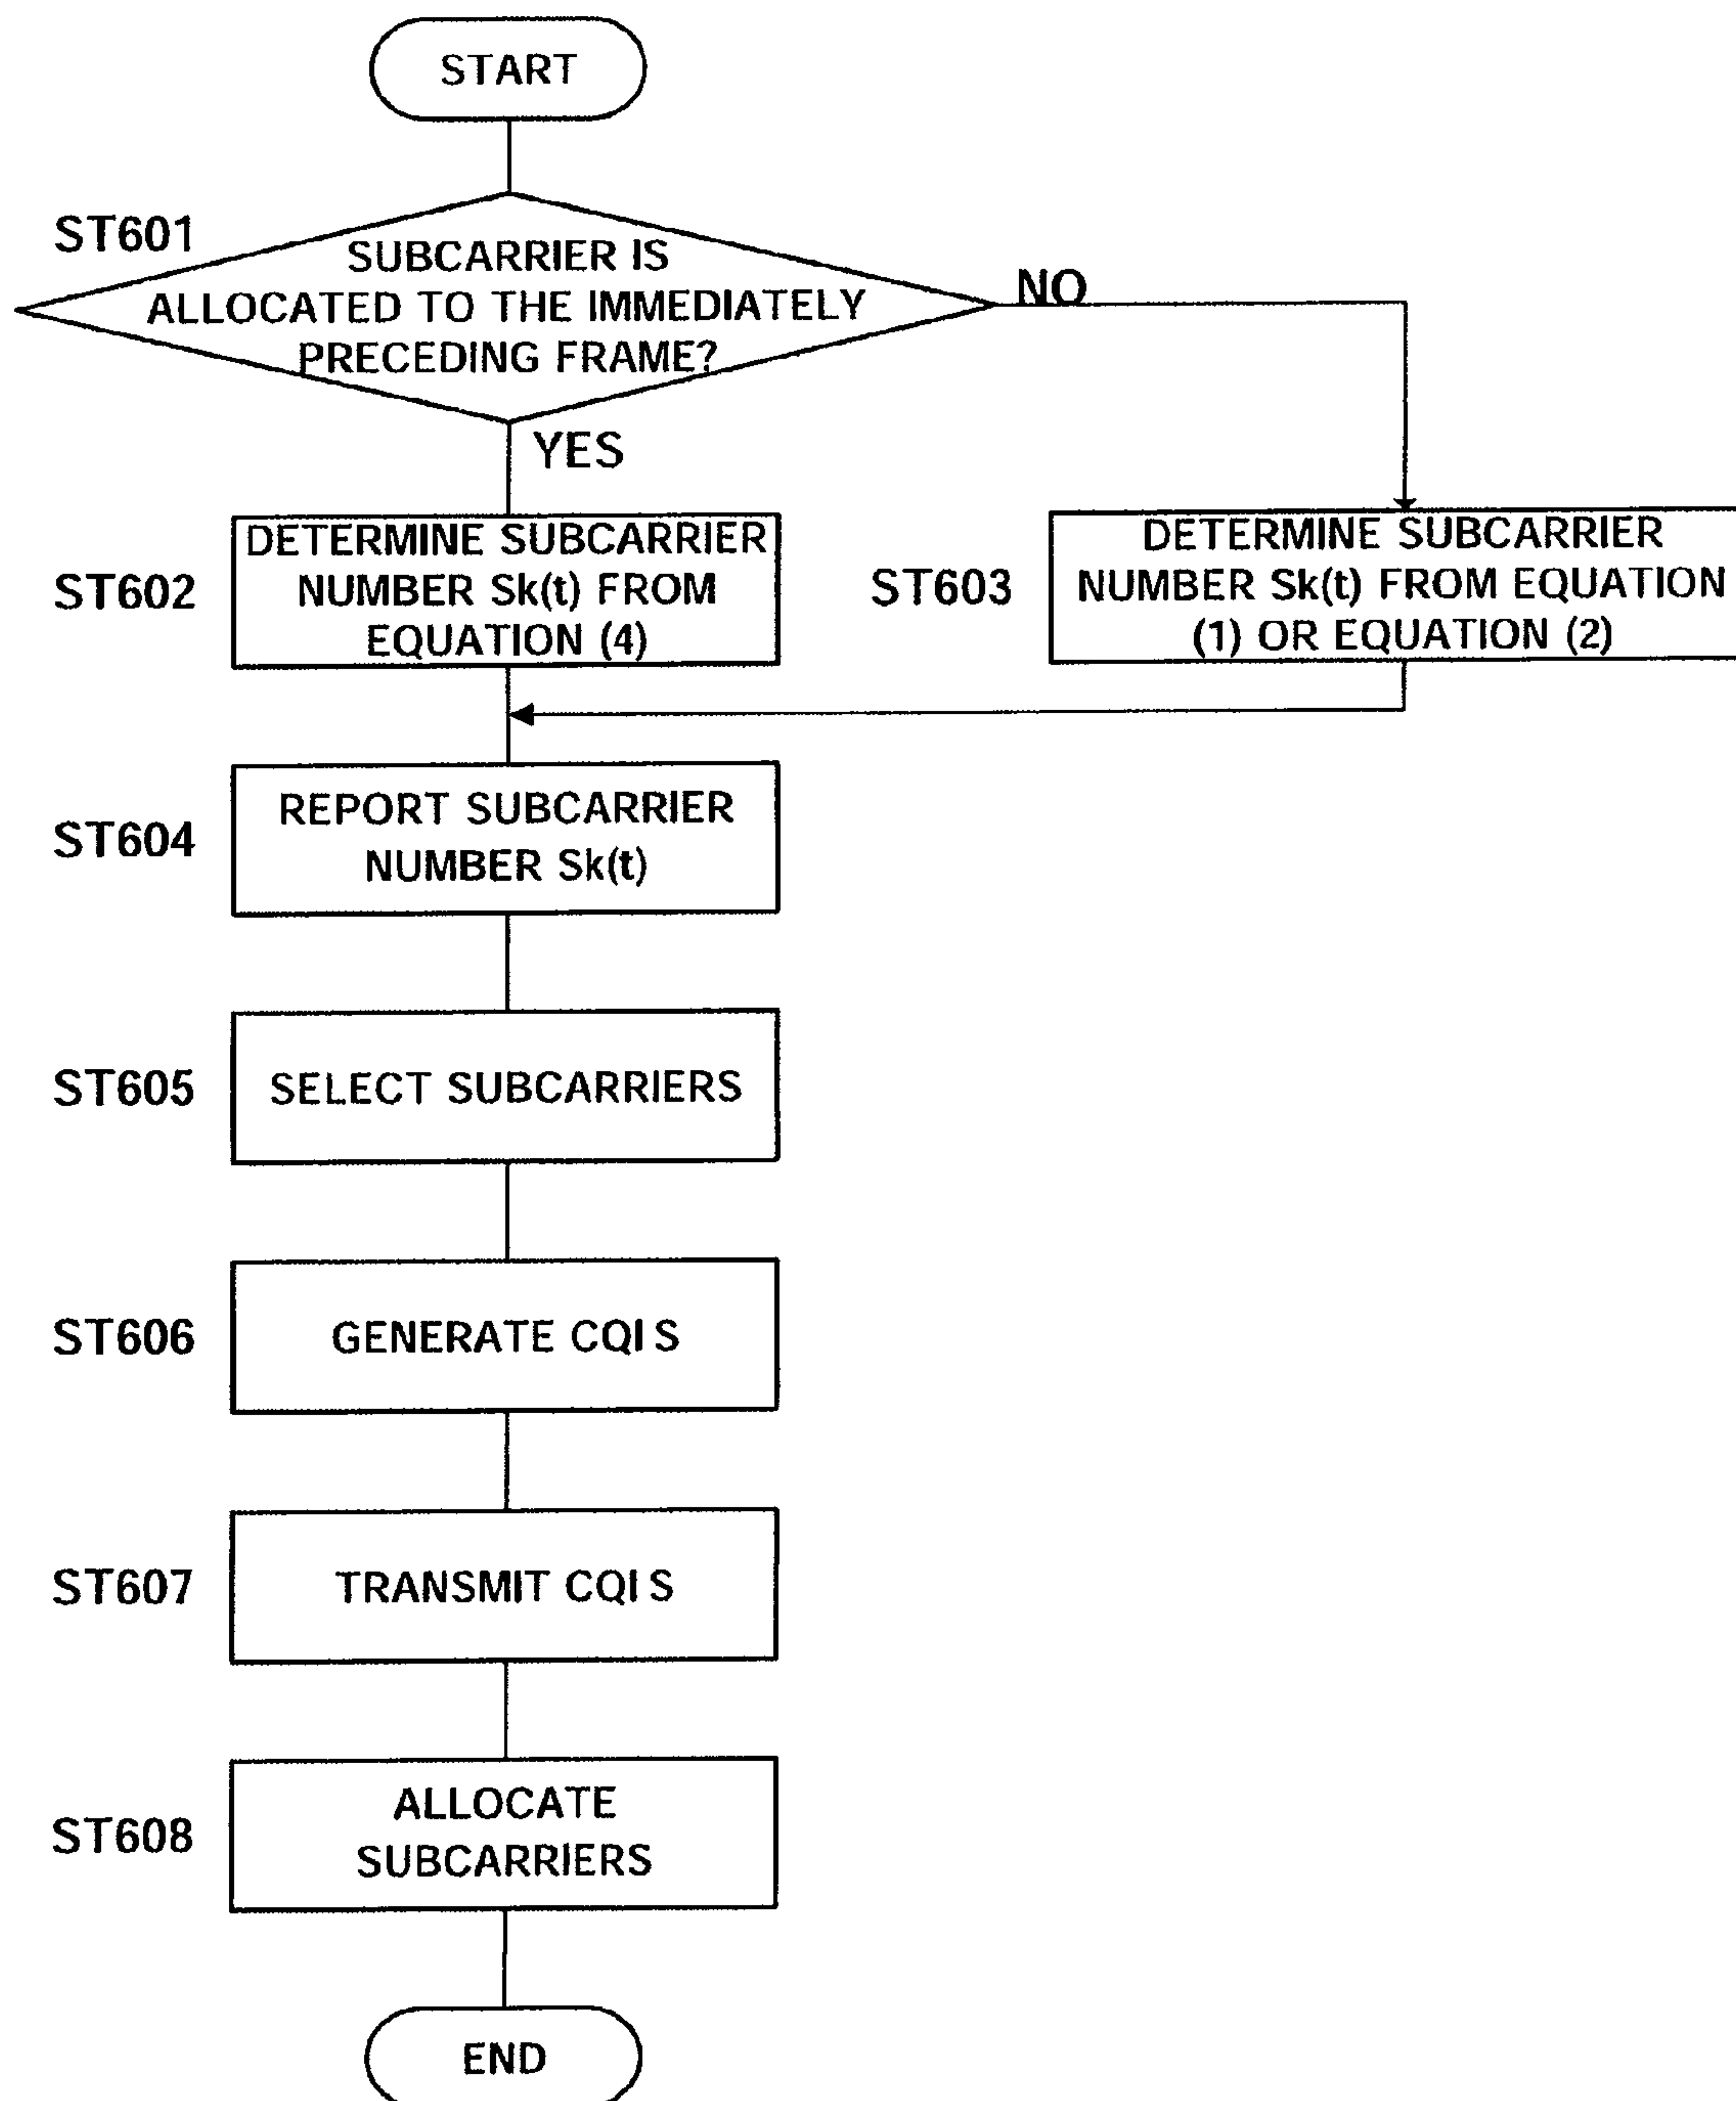 START
ST601
SUBCARRIER IS
ALLOCATED TO THE IMMEDIATELY
PRECEDING FRAME?
NO
YES
ST602
DETERMINE SUBCARRIER
NUMBER Sk(t) FROM
EQUATION (4)
ST603
DETERMINE SUBCARRIER
NUMBER Sk(t) FROM EQUATION
(1) OR EQUATION (2)
ST604
REPORT SUBCARRIER
NUMBER Sk(t)
ST605
SELECT SUBCARRIERS
ST606
GENERATE CQI S
ST607
TRANSMIT CQI S
ST608
ALLOCATE
SUBCARRIERS
END